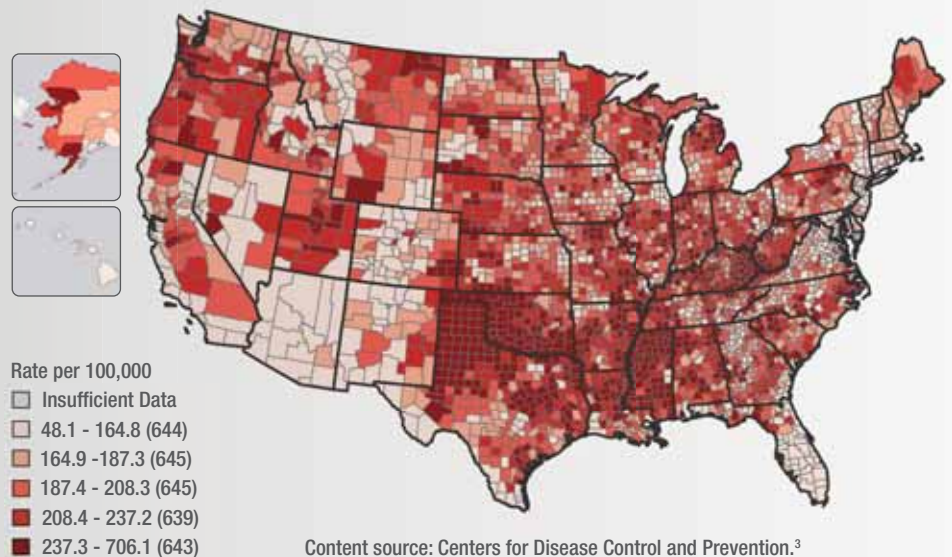 Rate per 100,000
Insufficient Data
48.1 - 164.8 (644)
164.9 -187.3 (645)
187.4 - 208.3 (645)
208.4 - 237.2 (639)
237.3 - 706.1 (643)
Content source: Centers for Disease Control and Prevention.³